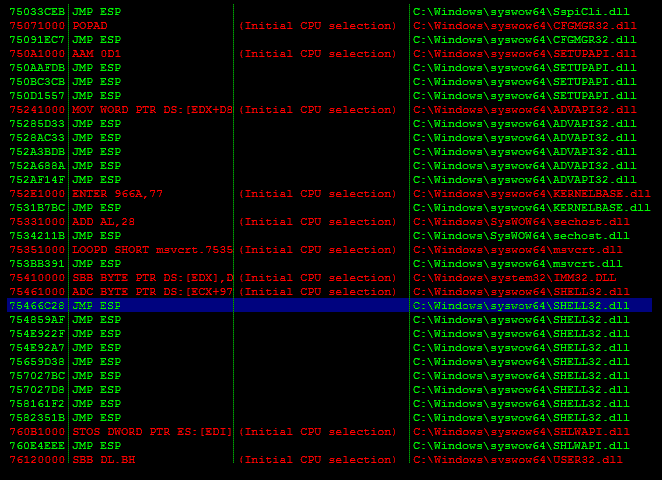 75033CEB JMP ESP C:\Windows\syswow64\SspiCli.dll
75071000 POPAD (Initial CPU selection) C:\Windows\syswow64\CFGMGR32.dll
75091EC7 JMP ESP C:\Windows\syswow64\CFGMGR32.dll
750A1000 AAM 0D1 (Initial CPU selection) C:\Windows\syswow64\SETUPAPI.dll
750AAFDB JMP ESP C:\Windows\syswow64\SETUPAPI.dll
750BC3CB JMP ESP C:\Windows\syswow64\SETUPAPI.dll
750D1557 JMP ESP C:\Windows\syswow64\SETUPAPI.dll
75241000 MOV WORD PTR DS:[EDX+D8 (Initial CPU selection) C:\Windows\syswow64\ADVAPI32.dll
75285D33 JMP ESP C:\Windows\syswow64\ADVAPI32.dll
7528AC33 JMP ESP C:\Windows\syswow64\ADVAPI32.dll
752A3BDB JMP ESP C:\Windows\syswow64\ADVAPI32.dll
752A688A JMP ESP C:\Windows\syswow64\ADVAPI32.dll
752AF14F JMP ESP C:\Windows\syswow64\ADVAPI32.dll
752E1000 ENTER 966A,77 (Initial CPU selection) C:\Windows\syswow64\KERNELBASE.dll
7531B7BC JMP ESP C:\Windows\syswow64\KERNELBASE.dll
75331000 ADD AL,28 (Initial CPU selection) C:\Windows\SysWOW64\sechost.dll
7534211B JMP ESP C:\Windows\SysWOW64\sechost.dll
75351000 LOOPD SHORT msvcrt.7535 (Initial CPU selection) C:\Windows\syswow64\msvcrt.dll
753BB391 JMP ESP C:\Windows\syswow64\msvcrt.dll
75410000 SBB BYTE PTR DS:[EDX],D (Initial CPU selection) C:\Windows\system32\IMM32.DLL
75461000 ADC BYTE PTR DS:[ECX+97 (Initial CPU selection) C:\Windows\syswow64\SHELL32.dll
75466C28 JMP ESP C:\Windows\syswow64\SHELL32.dll
754859AF JMP ESP C:\Windows\syswow64\SHELL32.dll
754E922F JMP ESP C:\Windows\syswow64\SHELL32.dll
754E92A7 JMP ESP C:\Windows\syswow64\SHELL32.dll
75659D38 JMP ESP C:\Windows\syswow64\SHELL32.dll
757027BC JMP ESP C:\Windows\syswow64\SHELL32.dll
757027D8 JMP ESP C:\Windows\syswow64\SHELL32.dll
758161F2 JMP ESP C:\Windows\syswow64\SHELL32.dll
7582351B JMP ESP C:\Windows\syswow64\SHELL32.dll
760B1000 STOS DWORD PTR ES:[EDI] (Initial CPU selection) C:\Windows\syswow64\SHLWAPI.dll
760E4EEE JMP ESP C:\Windows\syswow64\SHLWAPI.dll
76120000 SBB DL,BH (Initial CPU selection) C:\Windows\syswow64\USER32.dll